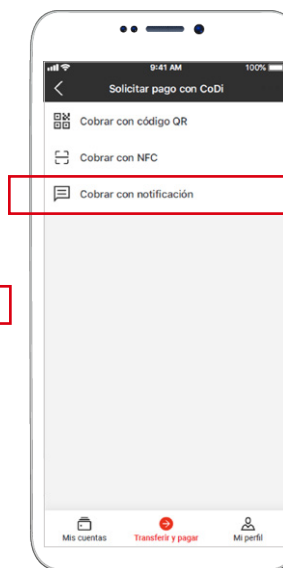 9:41 AM 100%
Solicitar pago con CoDi
Cobrar con código QR
Cobrar con NFC
Cobrar con notificación
Mis cuentas Transferir y pagar Mi perfil